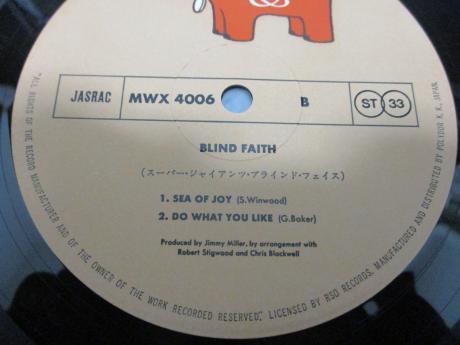 JASRAC MWX 4006 B ST 33
BLIND FAITH
(スーパー・ジャイアンツ・ブラインド・フェイス)
1. SEA OF JOY (S.Winwood)
2. DO WHAT YOU LIKE (G.Baker)
Produced by Jimmy Miller, by arrangement with
Robert Stigwood and Chris Blackwell
"ALL RIGHTS OF THE RECORD MANUFACTURER AND OF THE OWNER OF THE WORK RECORDED RESERVED". LICENSED BY RSO RECORDS. MANUFACTURED AND DISTRIBUTED BY POLYDOR K. K., JAPAN.